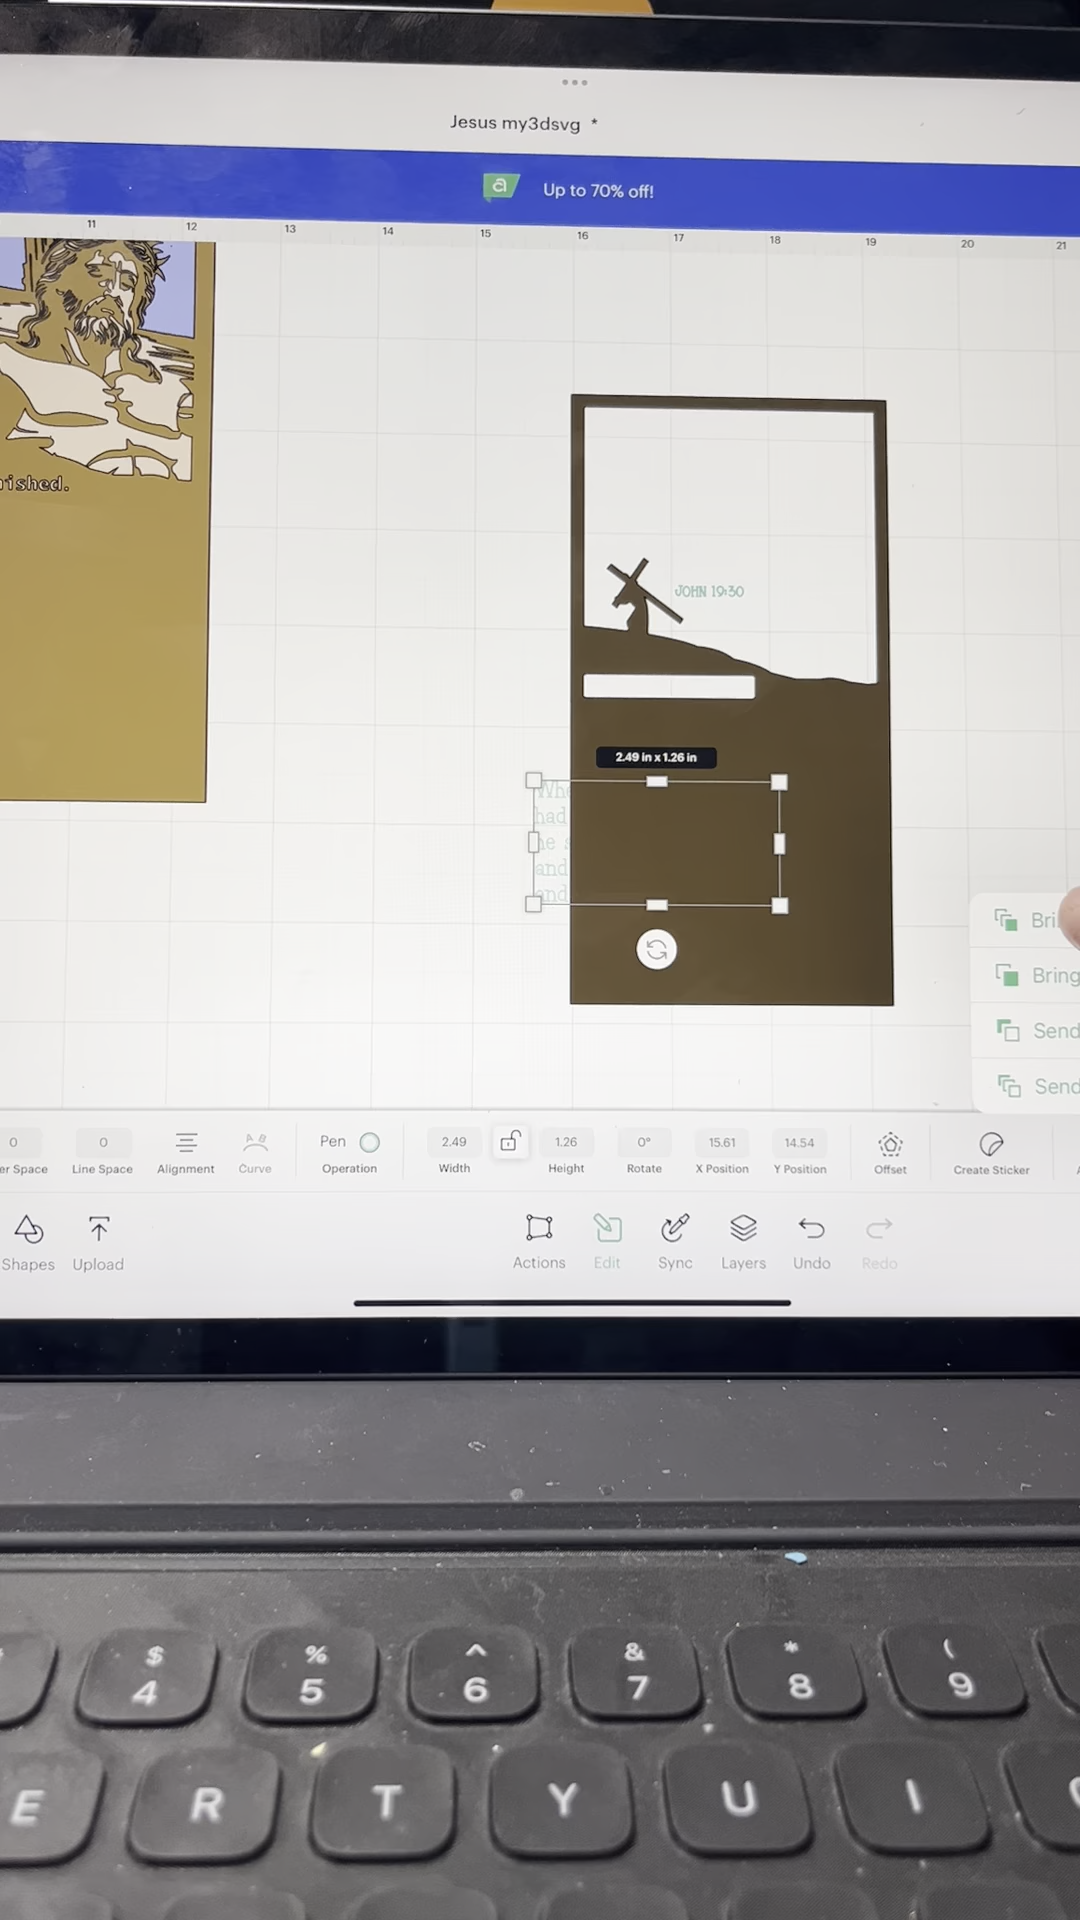 Jesus my3dsvg *
a Up to 70% off!
11 12 13 14 15 16 17 18 19 20 21
ished.
JOHN 19:30
2.49 in x 1.26 in
Whe
had
he s
and
and
Bri
Bring
Send
Send
0 0 Pen 2.49 1.26 0° 15.61 14.54
er Space Line Space Alignment A B Curve Operation Width Height Rotate X Position Y Position Offset Create Sticker
Shapes Upload Actions Edit Sync Layers Undo Redo
$ % ^ & * (
4 5 6 7 8 9
E R T Y U I